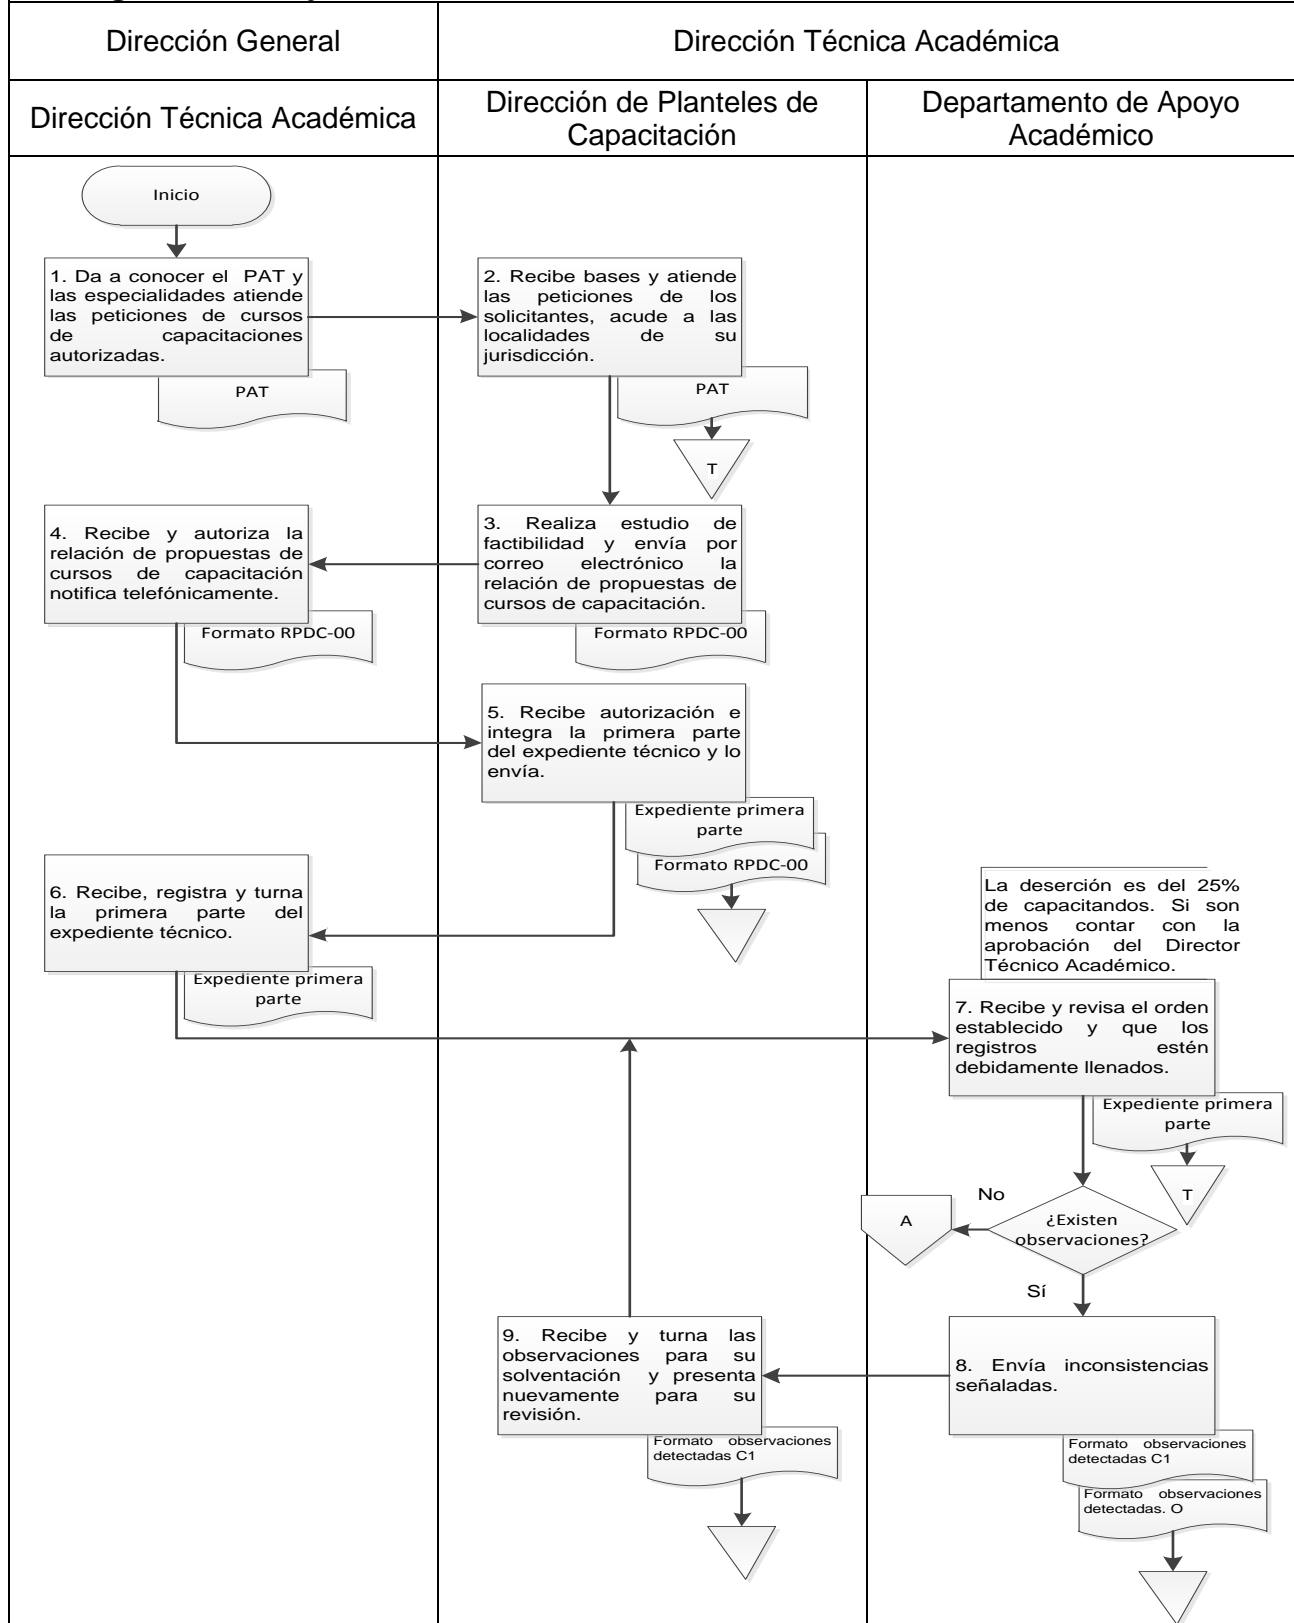 Dirección General
Dirección Técnica Académica
Dirección Técnica Académica
Dirección de Planteles de
Capacitación
Departamento de Apoyo
Académico
Inicio
1. Da a conocer el PAT y
las especialidades atiende
las peticiones de cursos
de capacitaciones
autorizadas.
PAT
2. Recibe bases y atiende
las peticiones de los
solicitantes, acude a las
localidades de su
jurisdicción.
PAT
T
3. Realiza estudio de
factibilidad y envía por
correo electrónico la
relación de propuestas de
cursos de capacitación.
Formato RPDC-00
4. Recibe y autoriza la
relación de propuestas de
cursos de capacitación
notifica telefónicamente.
Formato RPDC-00
5. Recibe autorización e
integra la primera parte
del expediente técnico y lo
envía.
Expediente primera
parte
Formato RPDC-00
6. Recibe, registra y turna
la primera parte del
expediente técnico.
Expediente primera
parte
La deserción es del 25%
de capacitandos. Si son
menos contar con la
aprobación del Director
Técnico Académico.
7. Recibe y revisa el orden
establecido y que los
registros estén
debidamente llenados.
Expediente primera
parte
T
¿Existen
observaciones?
No
A
Sí
8. Envía inconsistencias
señaladas.
Formato observaciones
detectadas C1
Formato observaciones
detectadas. O
9. Recibe y turna las
observaciones para su
solventación y presenta
nuevamente para su
revisión.
Formato observaciones
detectadas C1